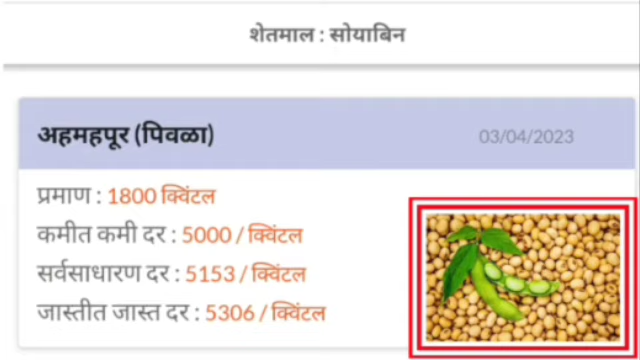 शेतमाल : सोयाबिन
अहमहपूर (पिवळा)
03/04/2023
प्रमाण : 1800 क्विंटल
कमीत कमी दर : 5000 / क्विंटल
सर्वसाधारण दर : 5153 / क्विंटल
जास्तीत जास्त दर : 5306 / क्विंटल